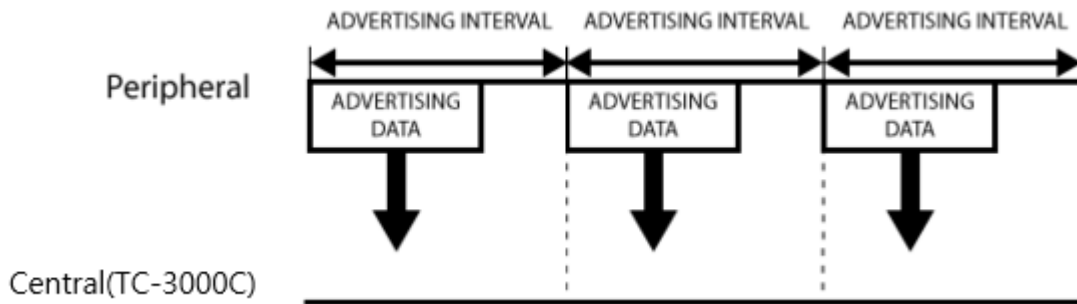 ADVERTISING INTERVAL ADVERTISING INTERVAL ADVERTISING INTERVAL
Peripheral
ADVERTISING DATA
ADVERTISING DATA
ADVERTISING DATA
Central(TC-3000C)